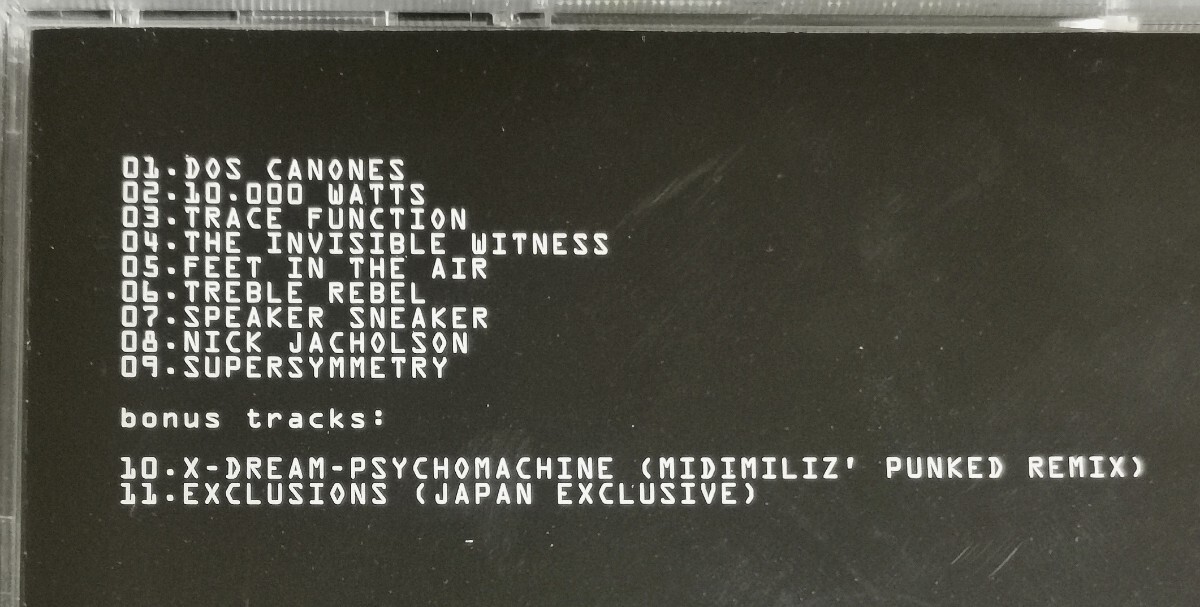 01.DOS CANONES
02.10.000 WATTS
03.TRACE FUNCTION
04.THE INVISIBLE WITNESS
05.FEET IN THE AIR
06.TREBLE REBEL
07.SPEAKER SNEAKER
08.NICK JACHOLSON
09.SUPERSYMMETRY
bonus tracks:
10.X-DREAM-PSYCHOMACHINE (MIDIMILIZ' PUNKED REMIX)
11.EXCLUSIONS (JAPAN EXCLUSIVE)